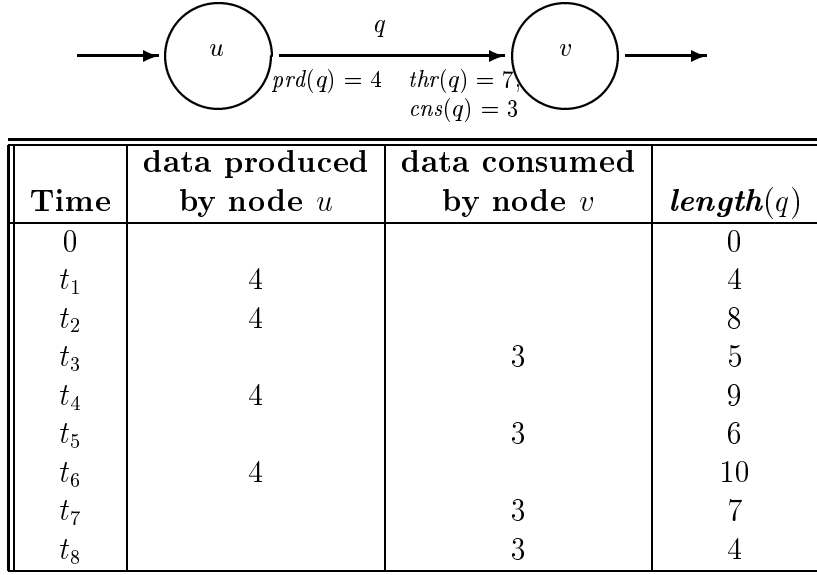 q
u v
prd(q) = 4 thr(q) = 7,
cns(q) = 3
data produced data consumed
Time by node u by node v length(q)
0 0
t₁ 4 4
t₂ 4 8
t₃ 3 5
t₄ 4 9
t₅ 3 6
t₆ 4 10
t₇ 3 7
t₈ 3 4